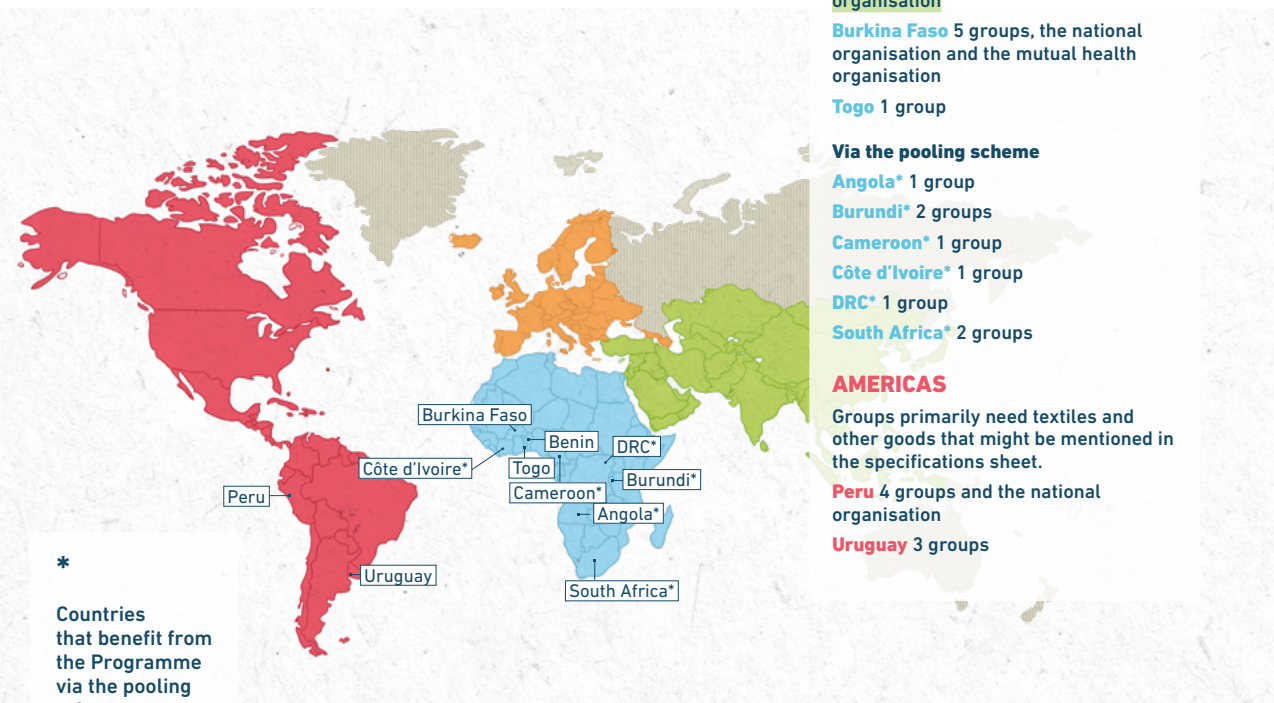 organisation
Burkina Faso 5 groups, the national
organisation and the mutual health
organisation
Togo 1 group
Via the pooling scheme
Angola* 1 group
Burundi* 2 groups
Cameroon* 1 group
Côte d'Ivoire* 1 group
DRC* 1 group
South Africa* 2 groups
AMERICAS
Groups primarily need textiles and
other goods that might be mentioned in
the specifications sheet.
Peru 4 groups and the national
organisation
Uruguay 3 groups
Burkina Faso
Benin
DRC*
Côte d'Ivoire*
Togo
Burundi*
Cameroon*
Peru
Angola*
Uruguay
South Africa*
*
Countries
that benefit from
the Programme
via the pooling